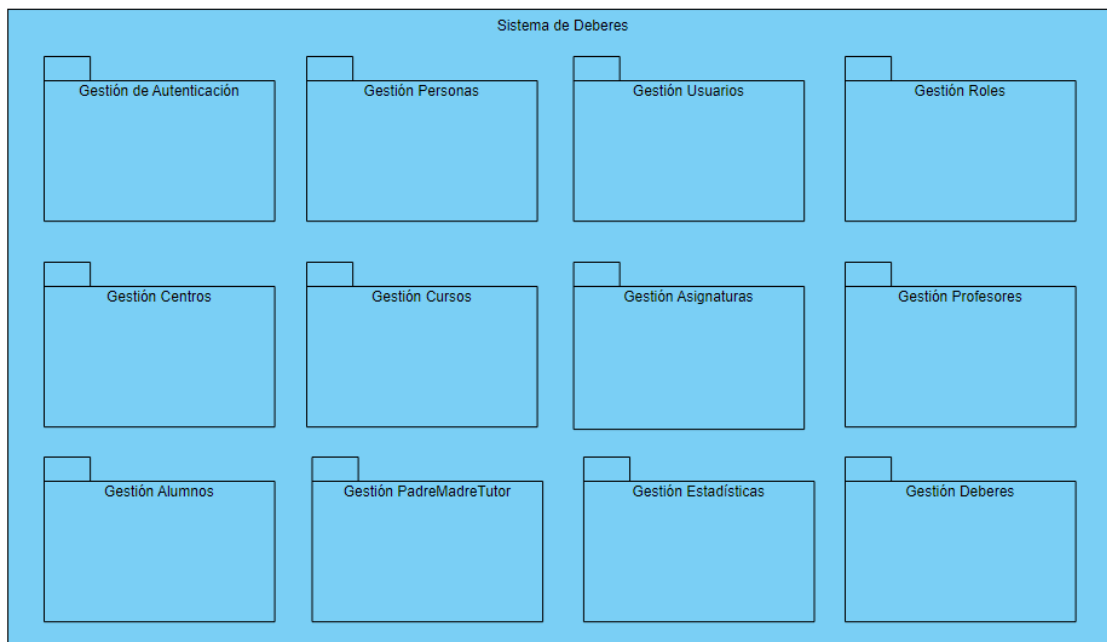 Sistema de Deberes
Gestión de Autenticación
Gestión Personas
Gestión Usuarios
Gestión Roles
Gestión Centros
Gestión Cursos
Gestión Asignaturas
Gestión Profesores
Gestión Alumnos
Gestión PadreMadreTutor
Gestión Estadísticas
Gestión Deberes